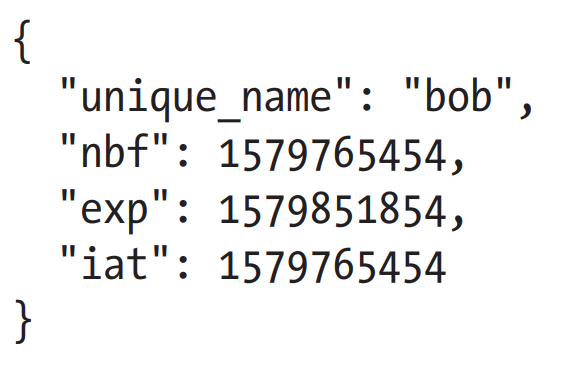 {
  "unique_name": "bob",
  "nbf": 1579765454,
  "exp": 1579851854,
  "iat": 1579765454
}